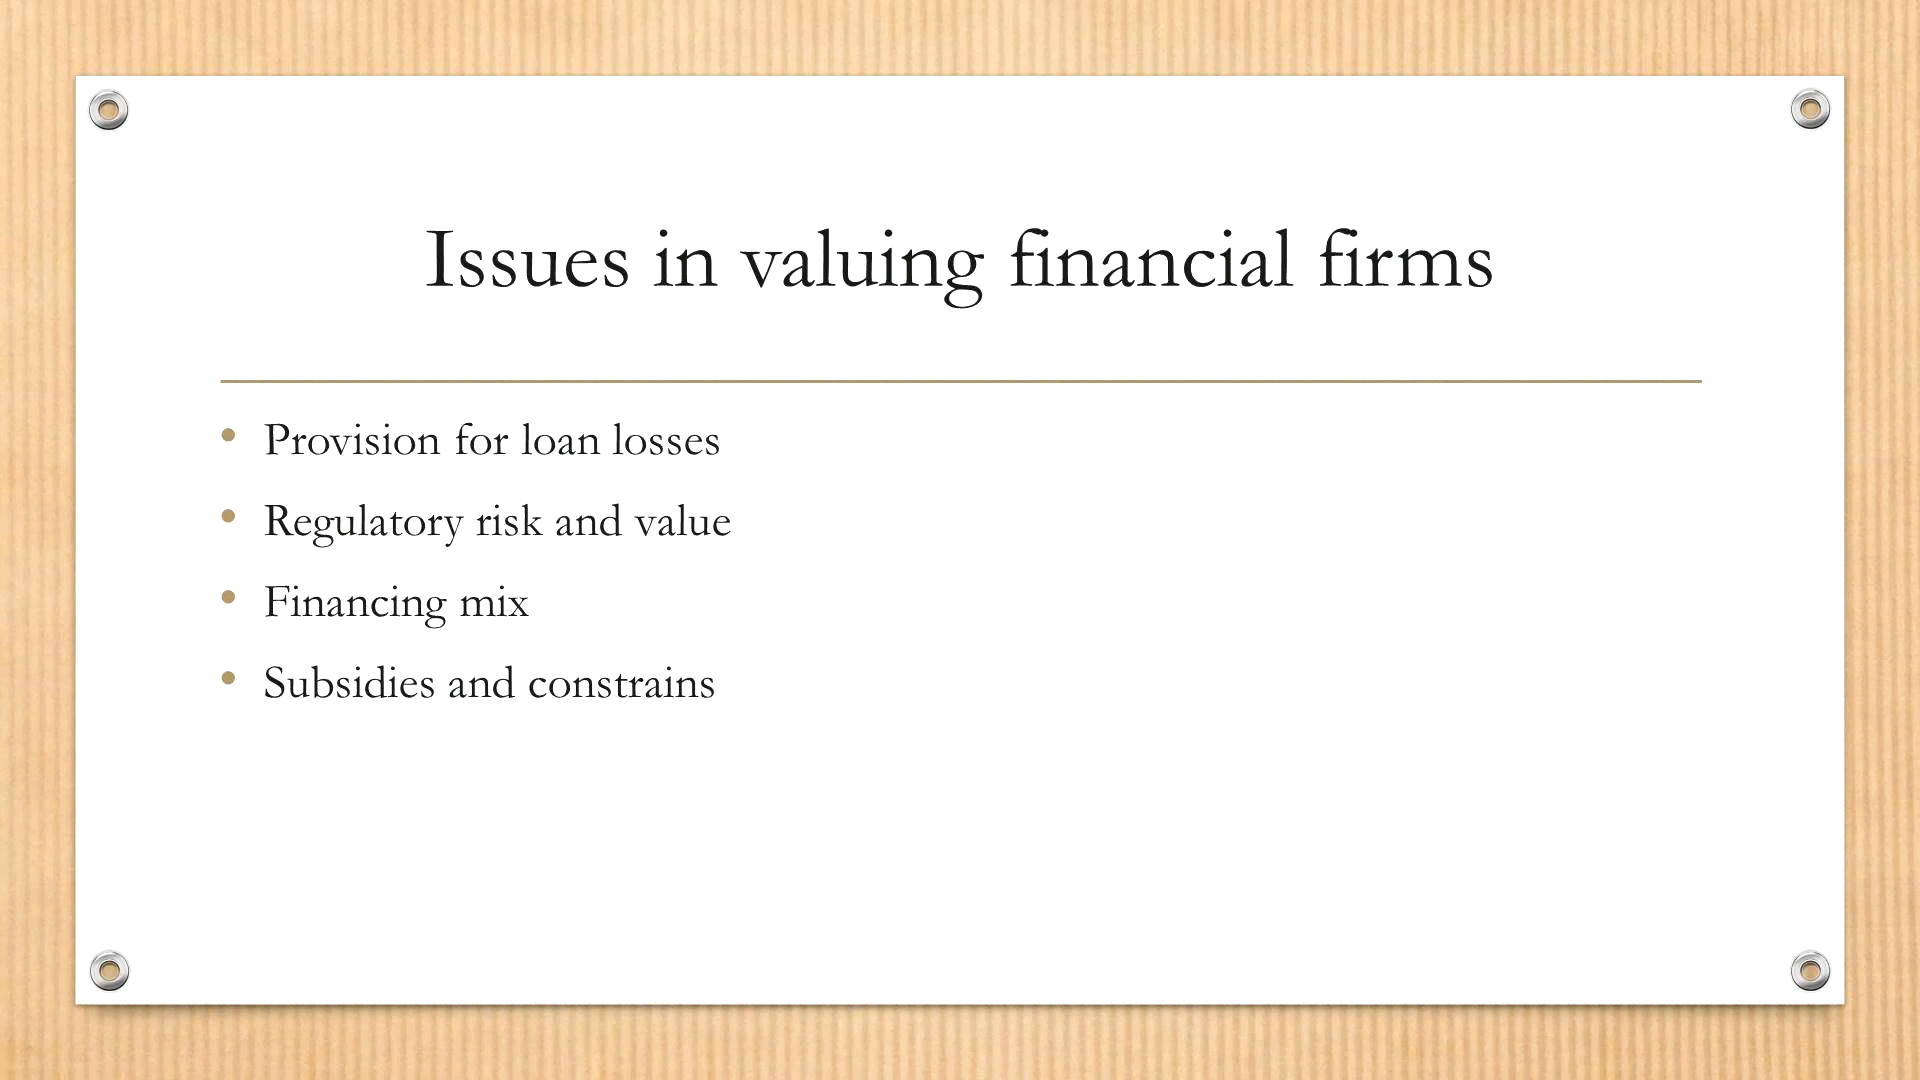 Issues in valuing financial firms
• Provision for loan losses
• Regulatory risk and value
• Financing mix
• Subsidies and constrains